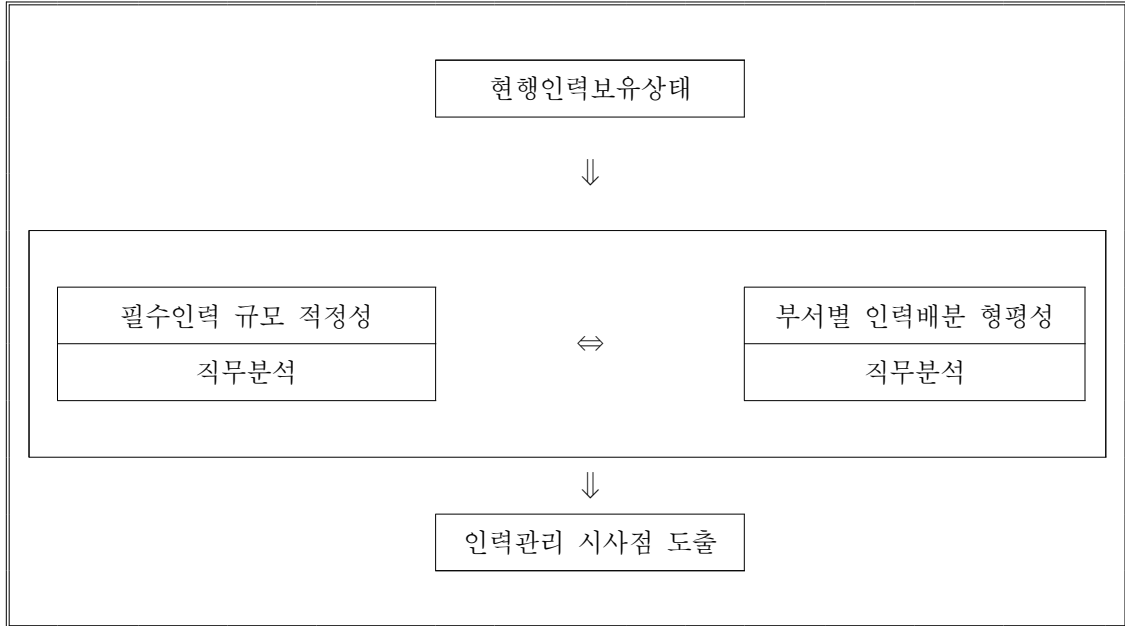 현행인력보유상태
⇓
필수인력 규모 적정성
직무분석
⇔
부서별 인력배분 형평성
직무분석
⇓
인력관리 시사점 도출